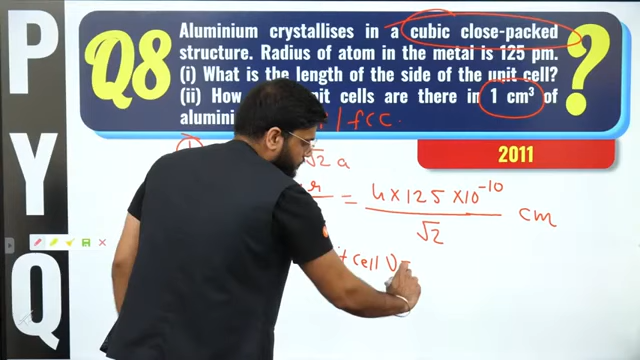 P
Y
Q
Q8
Aluminium crystallises in a cubic close-packed
structure. Radius of atom in the metal is 125 pm.
(i) What is the length of the side of the unit cell?
(ii) How unit cells are there in 1 cm³ of
/ fcc.
?
2011
√2 a
= 4 × 125 × 10⁻¹⁰ / √2 cm
cell